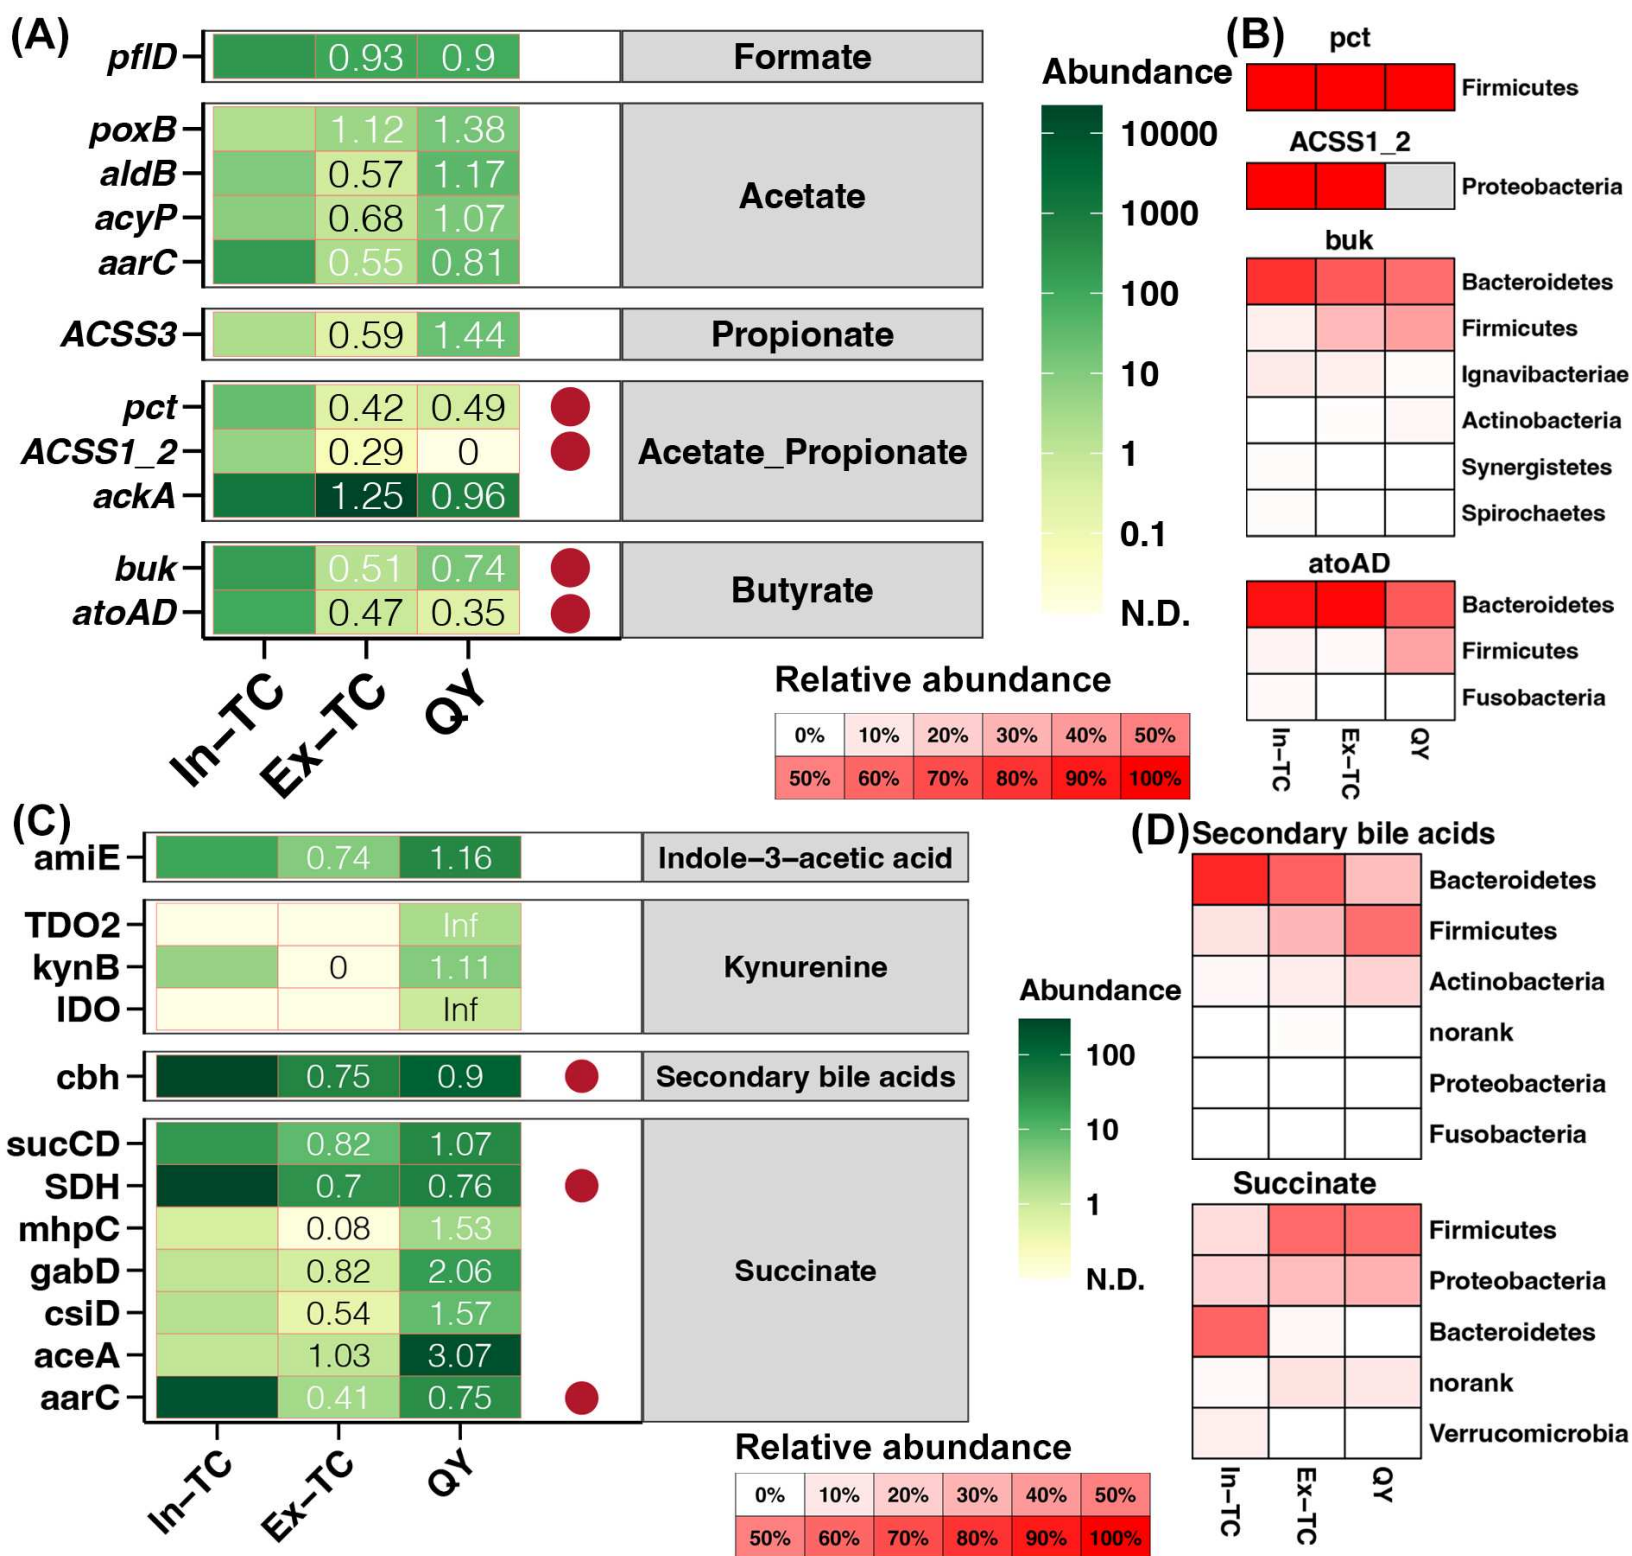 (A)
pflD 0.93 0.9 Formate
poxB 1.12 1.38
aldB 0.57 1.17
Acetate
acyP 0.68 1.07
aarC 0.55 0.81
ACSS3 0.59 1.44 Propionate
pct 0.42 0.49
ACSS1_2 0.29 0 Acetate_Propionate
ackA 1.25 0.96
buk 0.51 0.74
Butyrate
atoAD 0.47 0.35
In–TC Ex–TC QY
Abundance
10000
1000
100
10
1
0.1
N.D.
Relative abundance
0% 10% 20% 30% 40% 50%
50% 60% 70% 80% 90% 100%
(B)
pct
Firmicutes
ACSS1_2
Proteobacteria
buk
Bacteroidetes
Firmicutes
Ignavibacteriae
Actinobacteria
Synergistetes
Spirochaetes
atoAD
Bacteroidetes
Firmicutes
Fusobacteria
In–TC Ex–TC QY
(C)
amiE 0.74 1.16 Indole–3–acetic acid
TDO2 Inf
kynB 0 1.11 Kynurenine
IDO Inf
cbh 0.75 0.9 Secondary bile acids
sucCD 0.82 1.07
SDH 0.7 0.76
mhpC 0.08 1.53
gabD 0.82 2.06 Succinate
csiD 0.54 1.57
aceA 1.03 3.07
aarC 0.41 0.75
In–TC Ex–TC QY
Abundance
100
10
1
N.D.
Relative abundance
0% 10% 20% 30% 40% 50%
50% 60% 70% 80% 90% 100%
(D)
Secondary bile acids
Bacteroidetes
Firmicutes
Actinobacteria
norank
Proteobacteria
Fusobacteria
Succinate
Firmicutes
Proteobacteria
Bacteroidetes
norank
Verrucomicrobia
In–TC Ex–TC QY